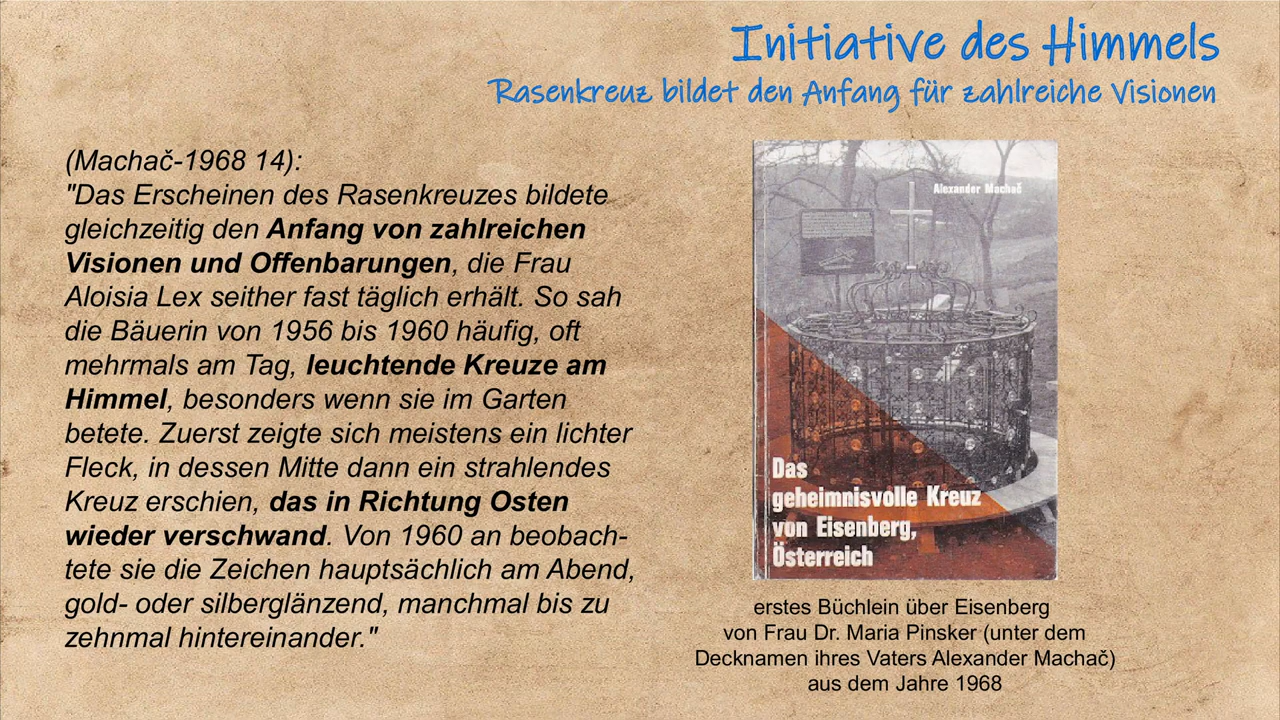 Initiative des Himmels
Rasenkreuz bildet den Anfang für zahlreiche Visionen
(Machač-1968 14):
"Das Erscheinen des Rasenkreuzes bildete
gleichzeitig den Anfang von zahlreichen
Visionen und Offenbarungen, die Frau
Aloisia Lex seither fast täglich erhält. So sah
die Bäuerin von 1956 bis 1960 häufig, oft
mehrmals am Tag, leuchtende Kreuze am
Himmel, besonders wenn sie im Garten
betete. Zuerst zeigte sich meistens ein lichter
Fleck, in dessen Mitte dann ein strahlendes
Kreuz erschien, das in Richtung Osten
wieder verschwand. Von 1960 an beobach-
tete sie die Zeichen hauptsächlich am Abend,
gold- oder silberglänzend, manchmal bis zu
zehnmal hintereinander."
Alexander Machač
Das
geheimnisvolle Kreuz
von Eisenberg,
Österreich
erstes Büchlein über Eisenberg
von Frau Dr. Maria Pinsker (unter dem
Decknamen ihres Vaters Alexander Machač)
aus dem Jahre 1968